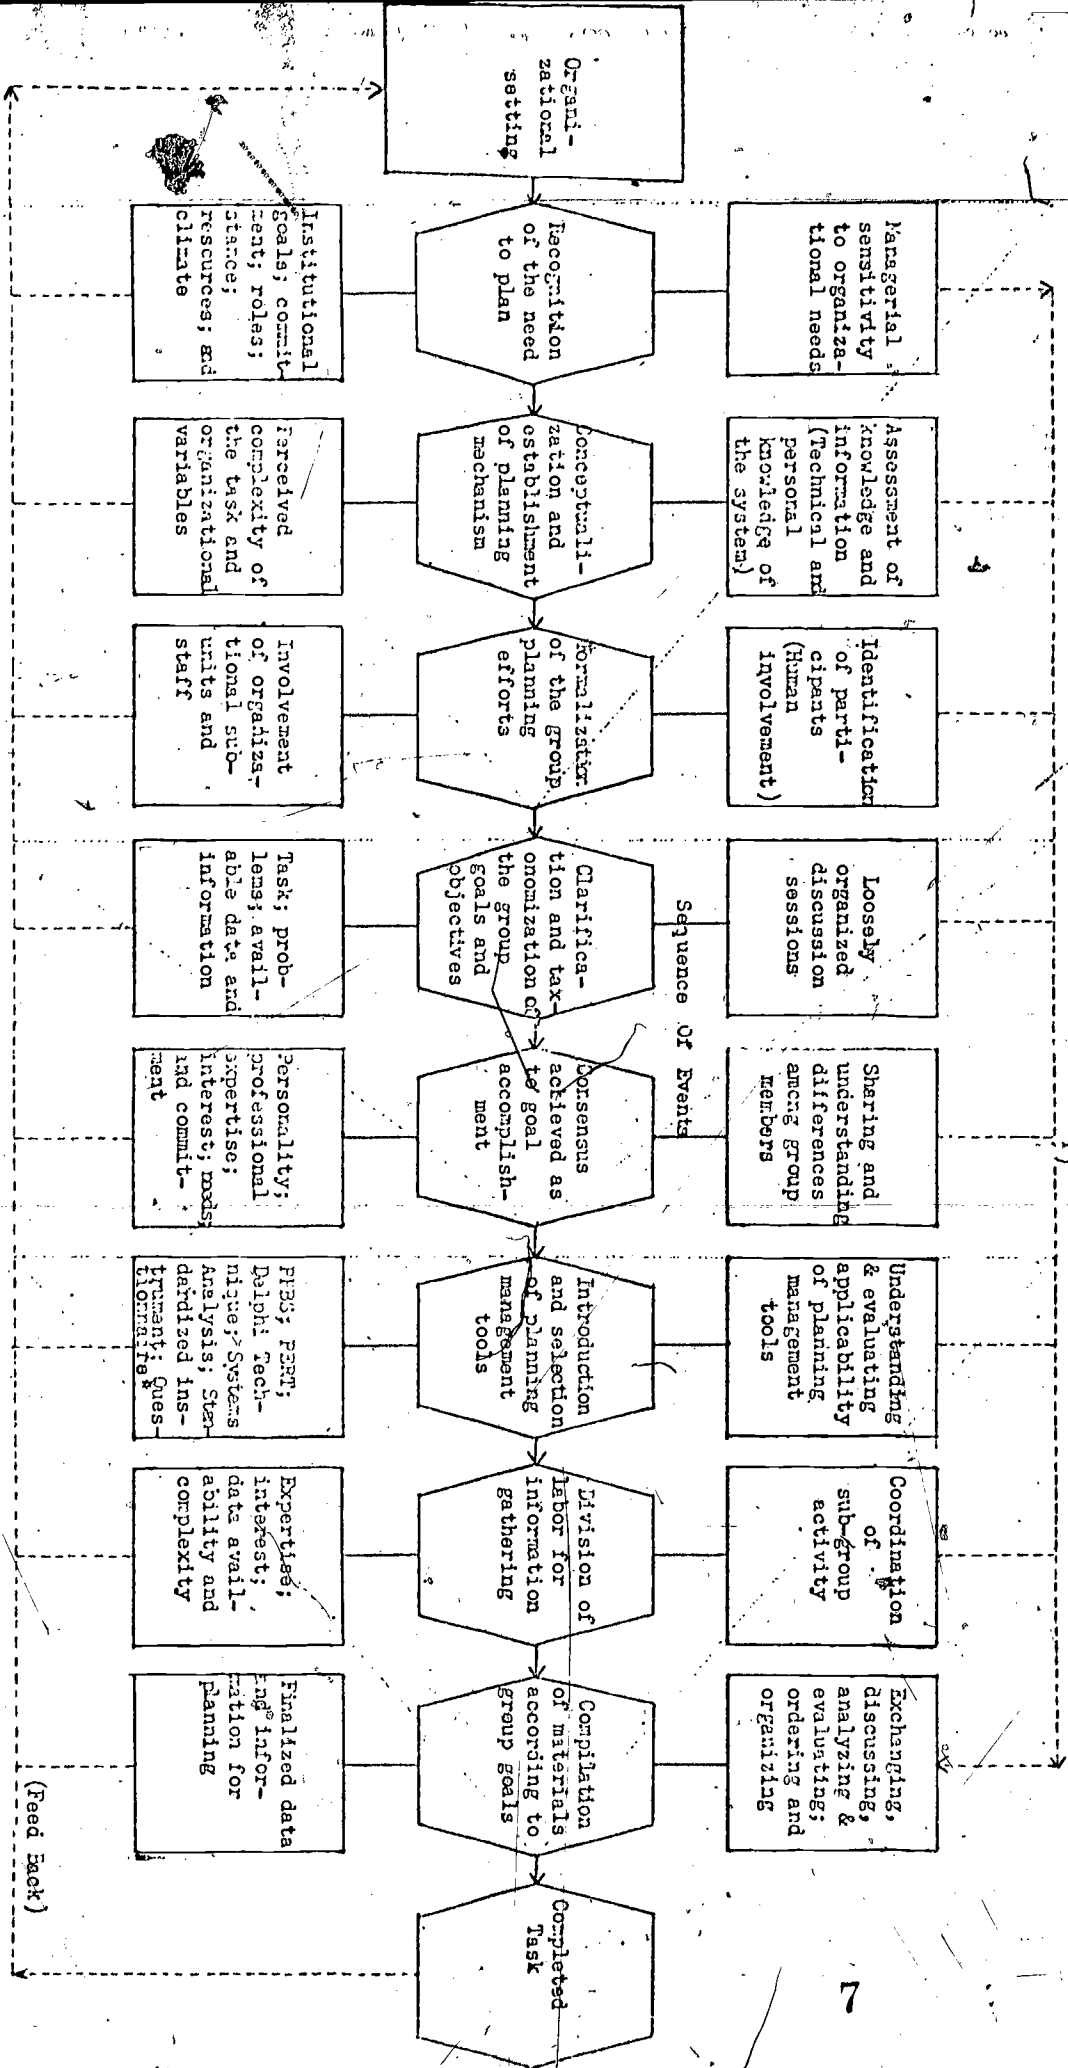 Organi-
zational
setting
Managerial
sensitivity
to organiza-
tional needs
Recognition
of the need
to plan
Institutional
goals; commit-
ment; roles;
stance;
resources; and
climate
Assessment of
knowledge and
information
(Technical and
personal
knowledge of
the system)
Conceptuali-
zation and
establishment
of planning
mechanism
Perceived
complexity of
the task and
organizational
variables
Identification
of parti-
cipants
(Human
involvement)
Formalization
of the group
planning
efforts
Involvement
of organiza-
tional sub-
units and
staff
Loosely
organized
discussion
sessions
Sequence Of Events
Clarifica-
tion and tax-
onomization of
the group
goals and
objectives
Task; prob-
lems; avail-
able data and
information
Sharing and
understanding
differences
among group
members
Consensus
achieved as
to goal
accomplish-
ment
Personality;
professional
expertise;
interest; needs;
and commit-
ment
Understanding
& evaluating
applicability
of planning
management
tools
Introduction
and selection
of planning
management
tools
PPBS; PERT;
Delphi Tech-
nique; Systems
Analysis; Stan-
dardized ins-
trument; Ques-
tionnaire*
Coordination
of
sub-group
activity
Division of
labor for
information
gathering
Expertise;
interest;
data avail-
ability and
complexity
Exchanging,
discussing,
analyzing &
evaluating;
ordering and
organizing
Compilation
of materials
according to
group goals
Finalized data
and infor-
mation for
planning
Completed
Task
(Feed Back)
7